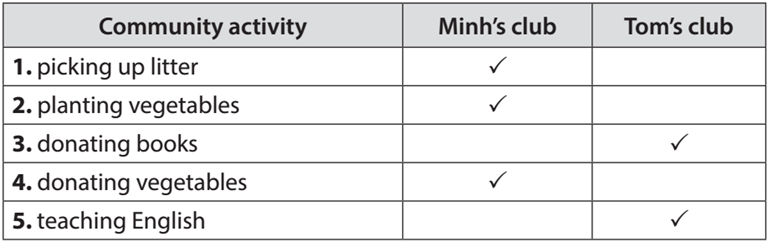 Community activity Minh’s club Tom’s club
1. picking up litter ✓
2. planting vegetables ✓
3. donating books ✓
4. donating vegetables ✓
5. teaching English ✓